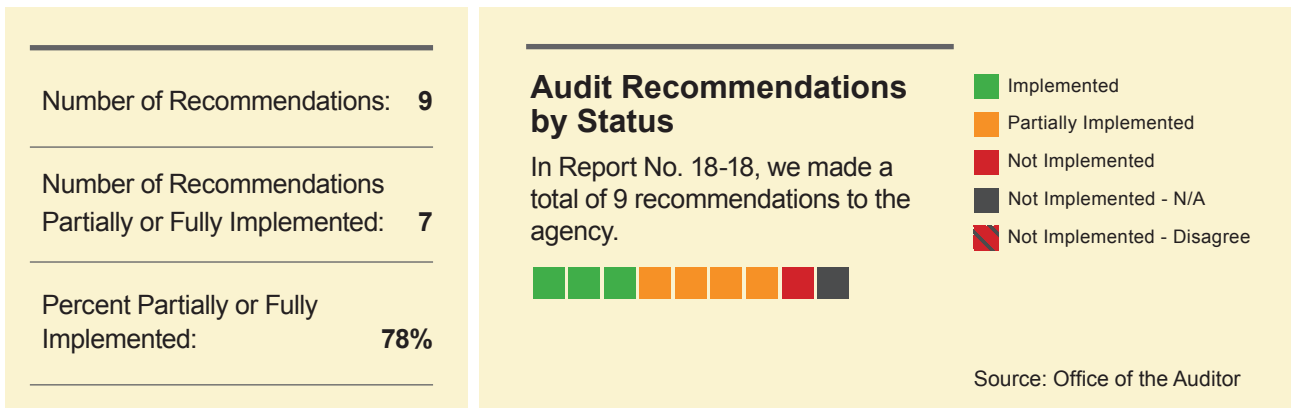 Number of Recommendations: 9
Number of Recommendations
Partially or Fully Implemented: 7
Percent Partially or Fully
Implemented: 78%
Audit Recommendations
by Status
In Report No. 18-18, we made a
total of 9 recommendations to the
agency.
Implemented
Partially Implemented
Not Implemented
Not Implemented - N/A
Not Implemented - Disagree
Source: Office of the Auditor